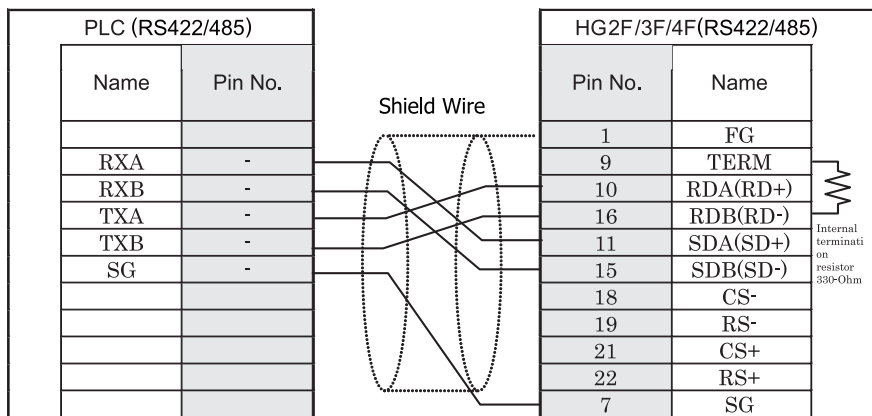 PLC (RS422/485)
Name Pin No.
RXA -
RXB -
TXA -
TXB -
SG -
Shield Wire
HG2F/3F/4F(RS422/485)
Pin No. Name
1 FG
9 TERM
10 RDA(RD+)
16 RDB(RD-)
11 SDA(SD+)
15 SDB(SD-)
18 CS-
19 RS-
21 CS+
22 RS+
7 SG
Internal
terminati
on
resistor
330-Ohm